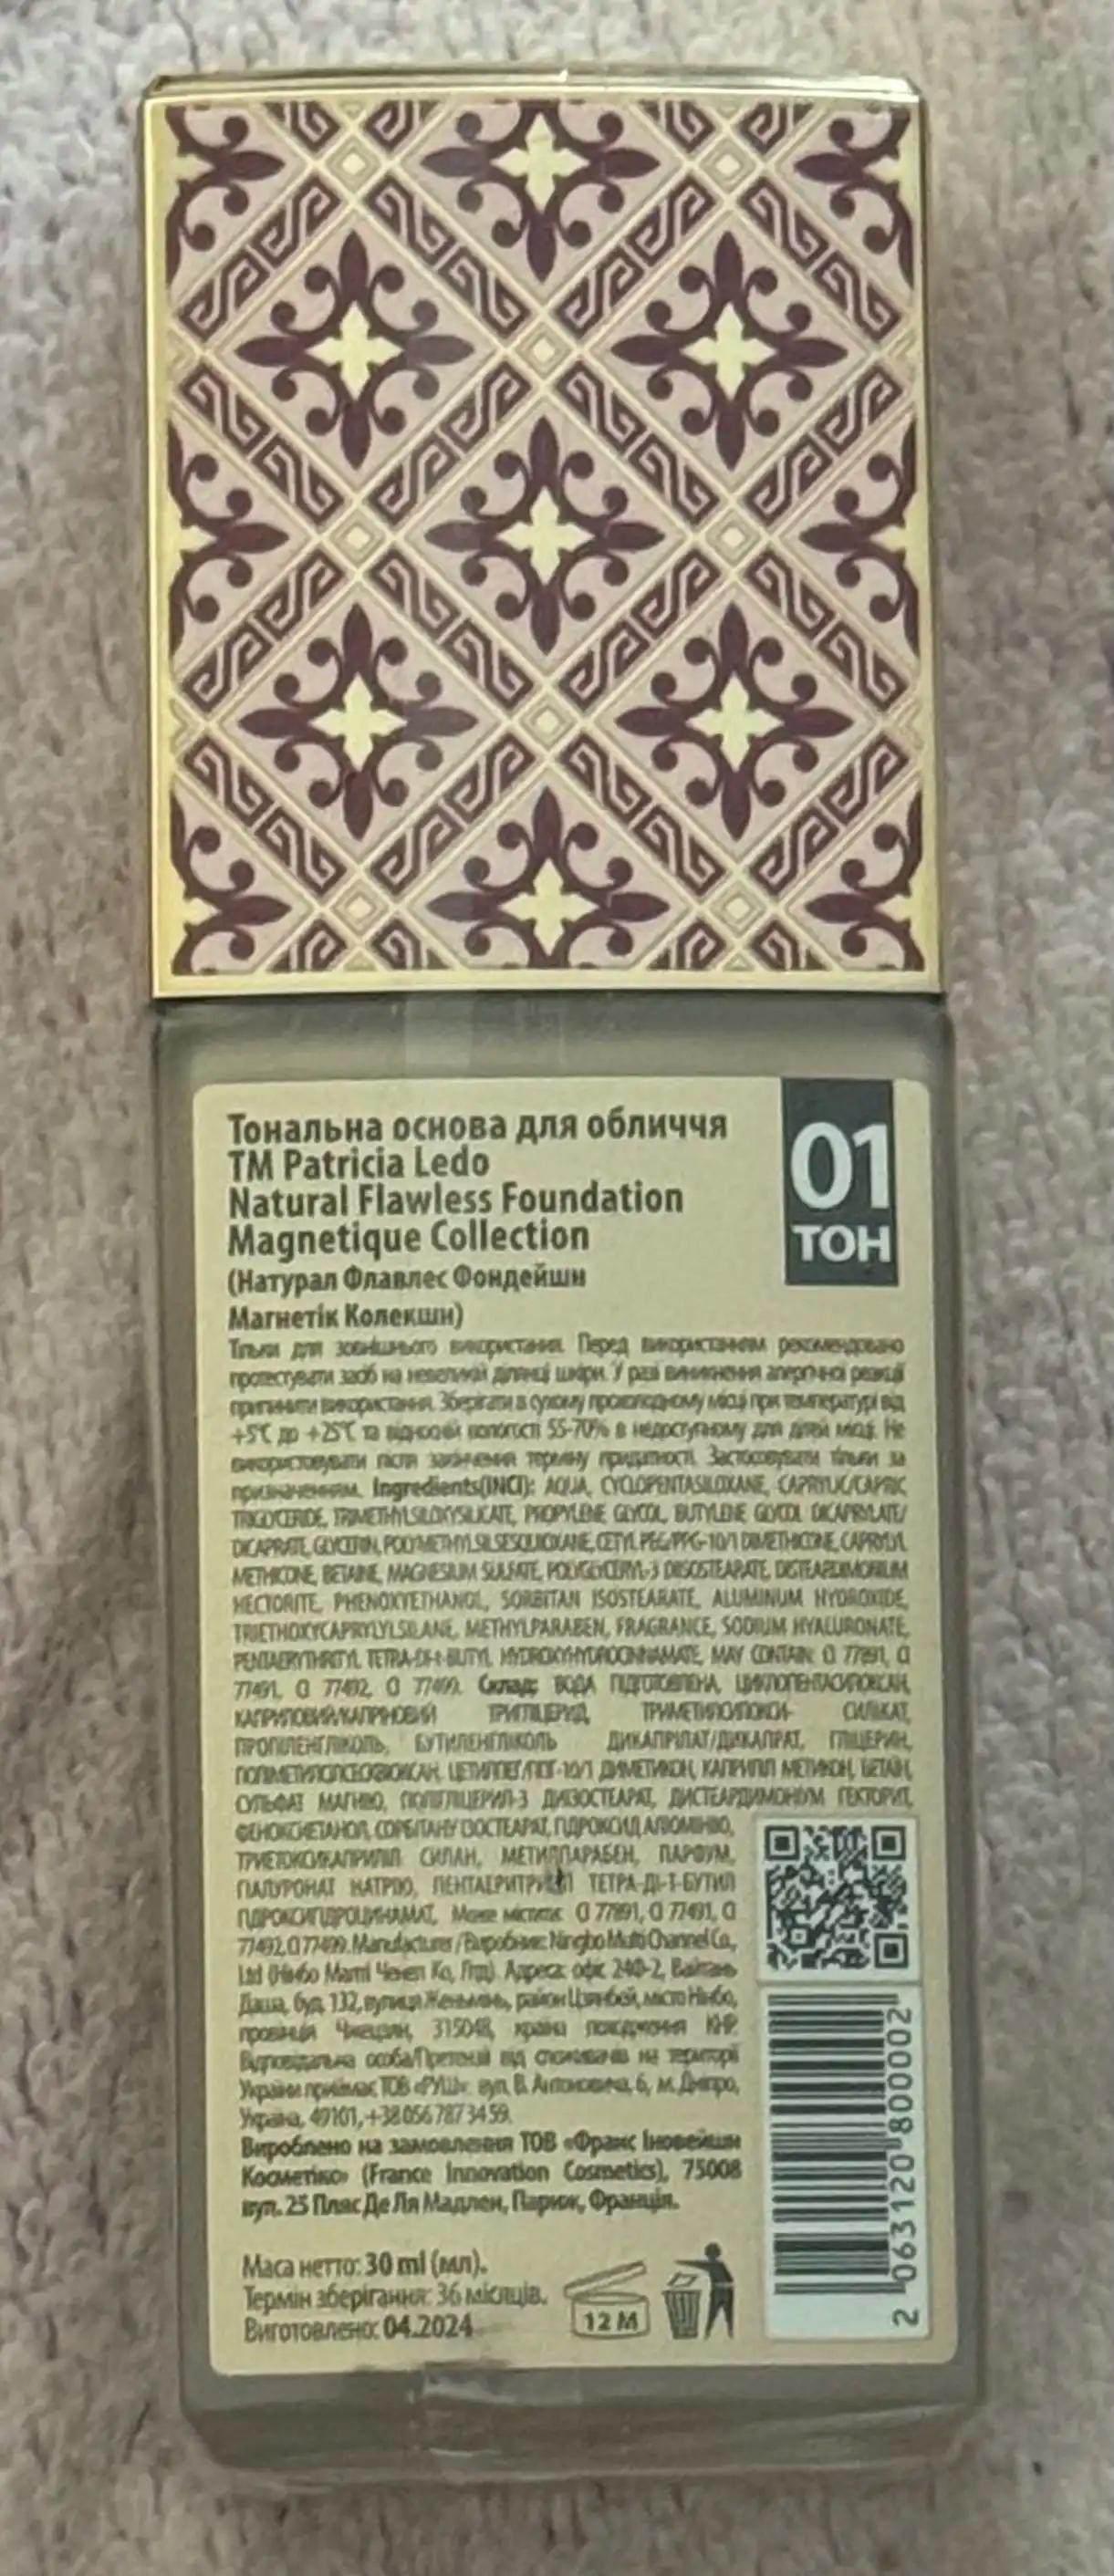 Тональна основа для обличчя
ТМ Patricia Ledo
Natural Flawless Foundation
Magnetique Collection
(Натурал Флавлес Фондейшн
Магнетік Колекшн)
01
ТОН
Тільки для зовнішнього використання. Перед використанням рекомендовано
протестувати засіб на невеликій ділянці шкіри. У разі виникнення алергічної реакції
припинити використання. Зберігати в сухому прохолодному місці при температурі від
+5°C до +25°C та відносній вологості 55-70% в недоступному для дітей місці. Не
використовувати після закінчення терміну придатності. Застосовувати тільки за
призначенням. Ingredients(INCI): AQUA, CYCLOPENTASILOXANE, CAPRYLIC/CAPRIC
TRIGLYCERIDE, TRIMETHYLSILOXYSILICATE, PROPYLENE GLYCOL, BUTYLENE GLYCOL DICAPRYLATE/
DICAPRATE, GLYCERIN, POLYMETHYLSILSESQUIOXANE, CETYL PEG/PPG-10/1 DIMETHICONE, CAPRYLYL
METHICONE, BETAINE, MAGNESIUM SULFATE, POLYGLYCERYL-3 DIISOSTEARATE, DISTEARDIMONIUM
HECTORITE, PHENOXYETHANOL, SORBITAN ISOSTEARATE, ALUMINUM HYDROXIDE,
TRIETHOXYCAPRYLYLSILANE, METHYLPARABEN, FRAGRANCE, SODIUM HYALURONATE,
PENTAERYTHRITYL TETRA-DI-T-BUTYL HYDROXYHYDROCINNAMATE, MAY CONTAIN: CI 77891, CI
77491, CI 77492, CI 77499. Склад: ВОДА ПІДГОТОВЛЕНА, ЦИКЛОПЕНТАСИЛОКСАН,
КАПРИЛОВИЙ/КАПРИНОВИЙ ТРИГЛІЦЕРИД, ТРИМЕТИЛСИЛОКСИ- СИЛІКАТ,
ПРОПІЛЕНГЛІКОЛЬ, БУТИЛЕНГЛІКОЛЬ ДИКАПРІЛАТ/ДИКАПРАТ, ГЛІЦЕРИН,
ПОЛІМЕТИЛСІЛСЕСКВІОКСАН, ЦЕТИЛ ПЕГ/ППГ-10/1 ДИМЕТИКОН, КАПРИЛІЛ МЕТИКОН, БЕТАЇН,
СУЛЬФАТ МАГНІЮ, ПОЛІГЛІЦЕРИЛ-3 ДИІЗОСТЕАРАТ, ДИСТЕАРДИМОНІУМ ГЕКТОРИТ,
ФЕНОКСИЕТАНОЛ, СОРБІТАНУ ІЗОСТЕАРАТ, ГІДРОКСИД АЛЮМІНІЮ,
ТРИЕТОКСИКАПРИЛІЛ СИЛАН, МЕТИЛПАРАБЕН, ПАРФУМ,
ГІАЛУРОНАТ НАТРІЮ, ПЕНТАЕРИТРИТИЛ ТЕТРА-ДІ-Т-БУТИЛ
ГІДРОКСИГІДРОЦИНАМАТ, Може містити: CI 77891, CI 77491, CI
77492, CI 77499. Manufacturer / Виробник: Ningbo Multi Channel Co.,
Ltd (Нінбо Малті Ченел Ко, Лтд). Адреса: офіс 240-2,
буд. 132, вулиця Женьмінь, район Цзянбей, місто Нінбо,
провінція Чжецзян, 315048, країна походження КНР.
Відповідальна особа/Претензії від споживачів на території
України приймає ТОВ «РУШ»: вул. В. Антоновича, 6, м. Дніпро,
Україна, 49101, +38 056 787 34 59.
Вироблено на замовлення ТОВ «Франс Іновейшн
Косметікс» (France Innovation Cosmetics), 75008
вул. 25 Пляс Де Ля Мадлен, Париж, Франція.
Маса нетто: 30 ml (мл).
Термін зберігання: 36 місяців.
Виготовлено: 04.2024
12 M
2 063120 800002